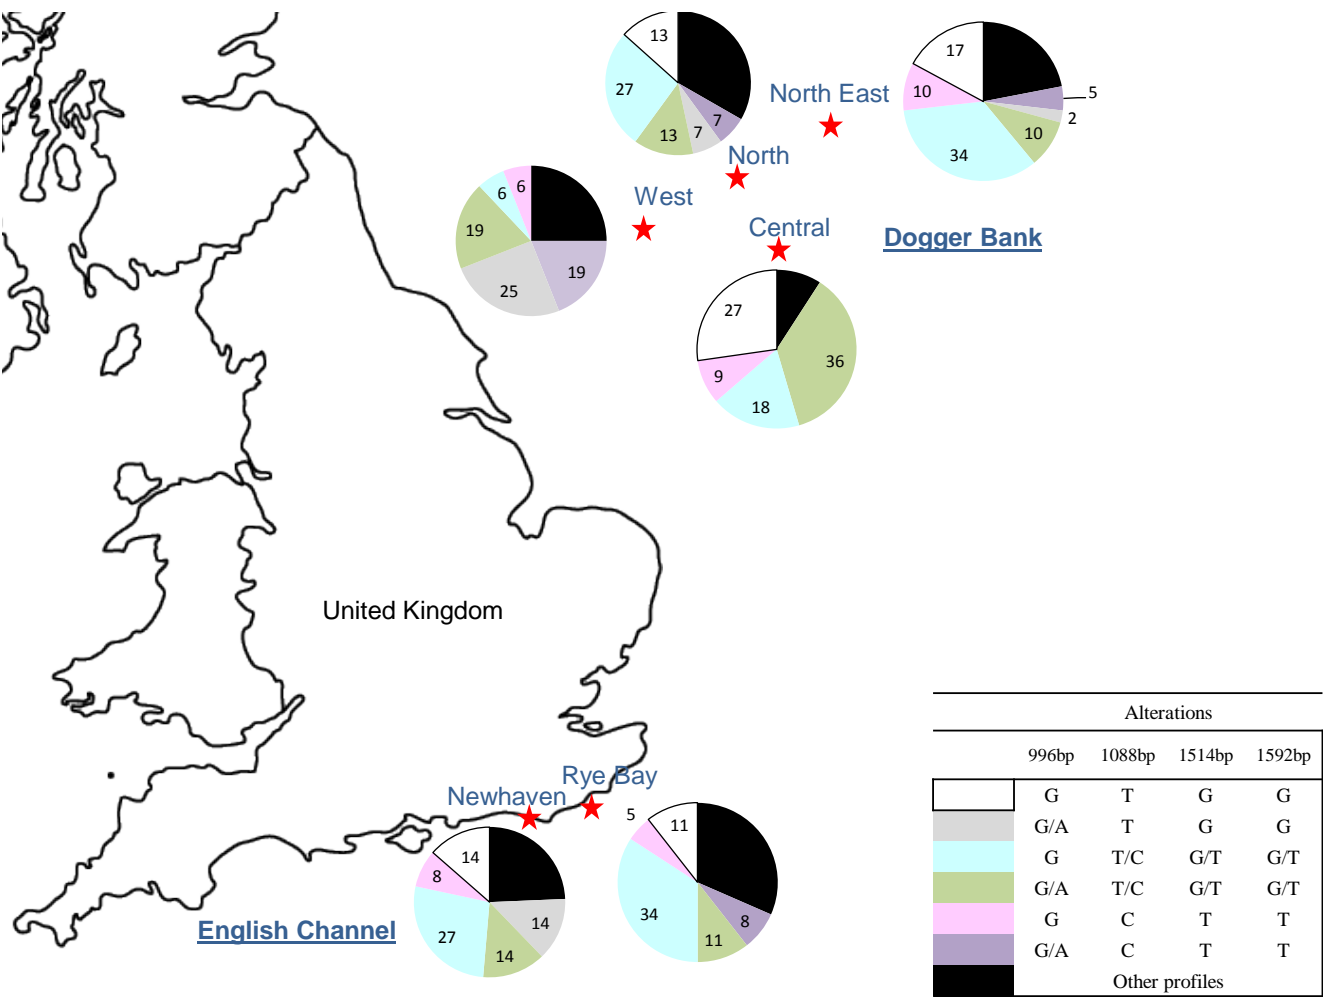 13
27
13
7
7
North East
17
10
5
2
10
34
North
West
6
6
19
19
25
Central
Dogger Bank
27
36
9
18
United Kingdom
Rye Bay
Newhaven
5
11
34
8
11
14
8
14
27
14
English Channel
Alterations
996bp 1088bp 1514bp 1592bp
G T G G
G/A T G G
G T/C G/T G/T
G/A T/C G/T G/T
G C T T
G/A C T T
Other profiles